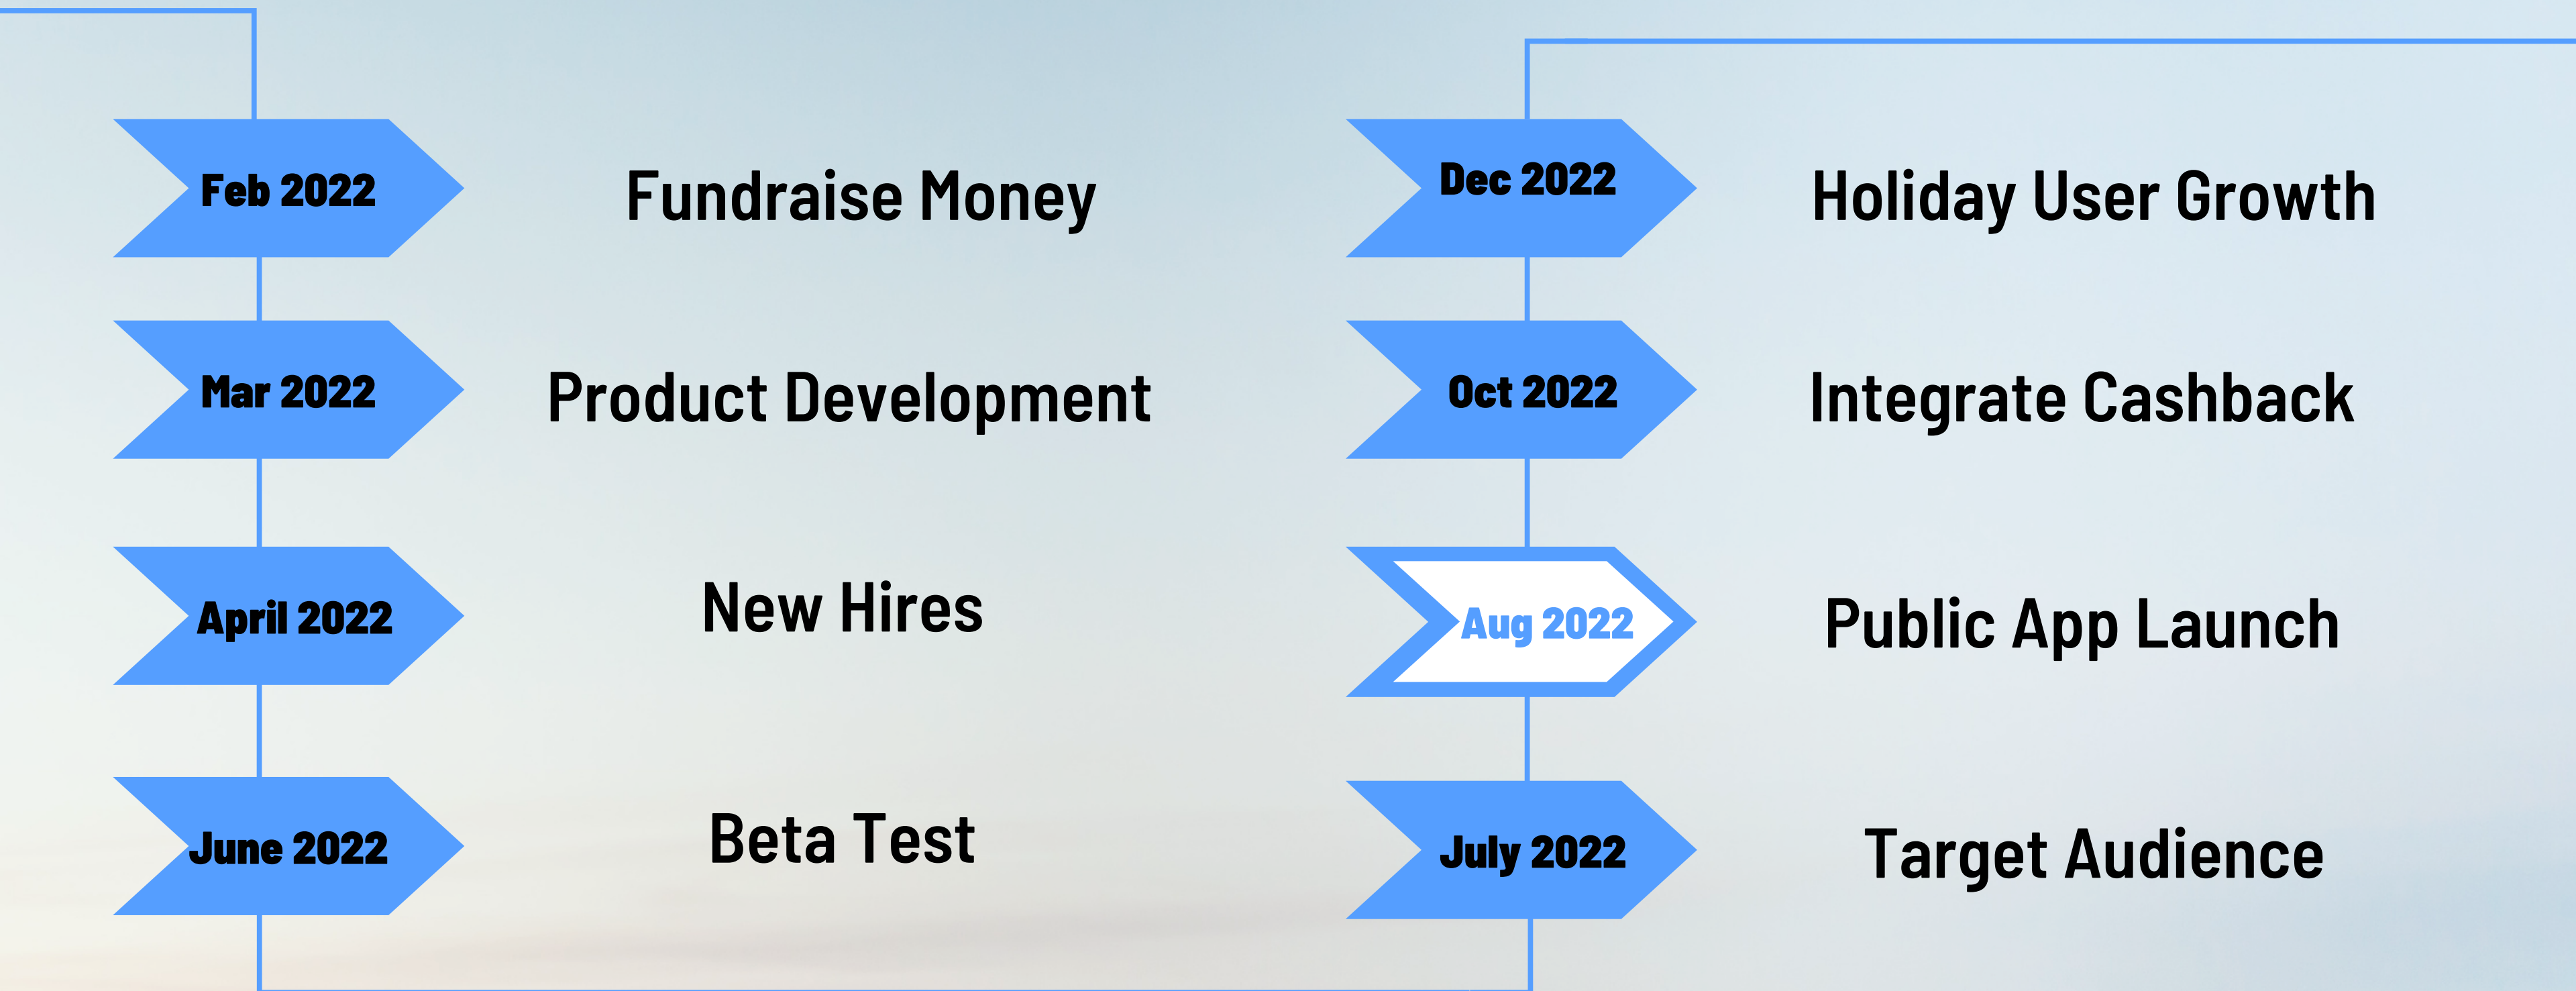 Feb 2022
Fundraise Money
Mar 2022
Product Development
April 2022
New Hires
June 2022
Beta Test
Dec 2022
Holiday User Growth
Oct 2022
Integrate Cashback
Aug 2022
Public App Launch
July 2022
Target Audience